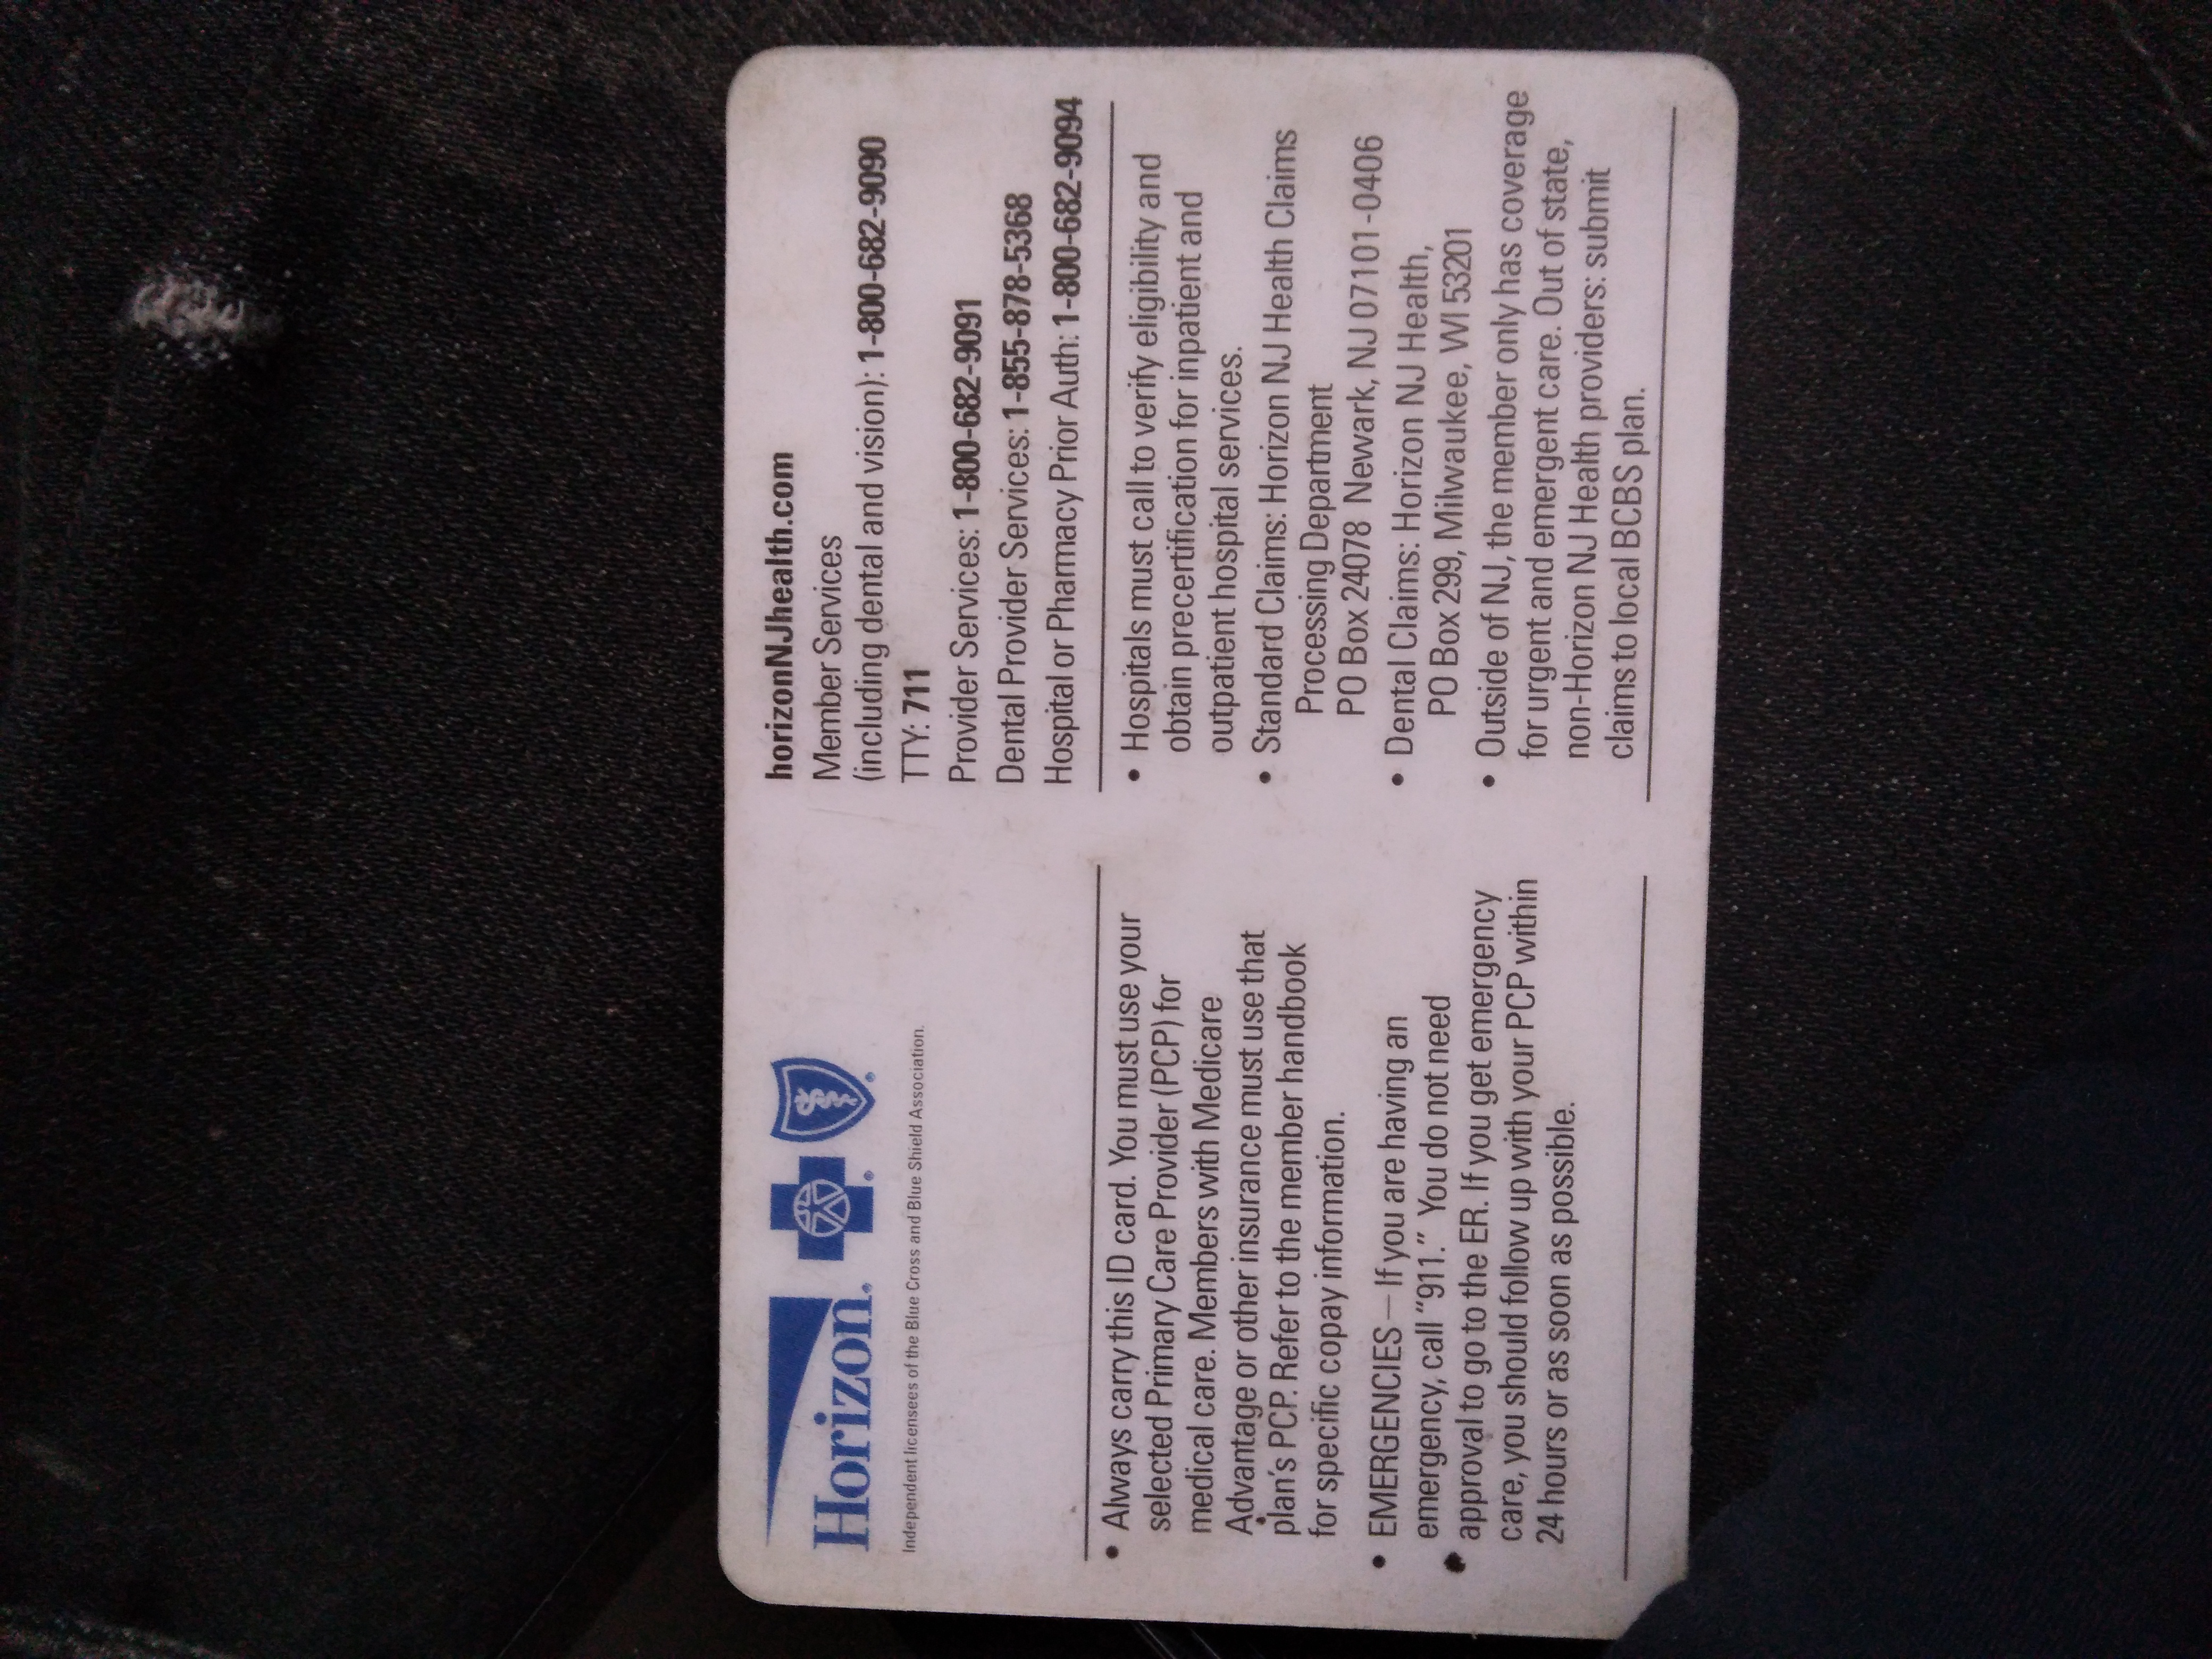 Horizon®
Independent licensees of the Blue Cross and Blue Shield Association.
• Always carry this ID card. You must use your
selected Primary Care Provider (PCP) for
medical care. Members with Medicare
Advantage or other insurance must use that
plan's PCP. Refer to the member handbook
for specific copay information.
• EMERGENCIES—If you are having an
emergency, call "911." You do not need
approval to go to the ER. If you get emergency
care, you should follow up with your PCP within
24 hours or as soon as possible.
horizonNJhealth.com
Member Services
(including dental and vision): 1-800-682-9090
TTY: 711
Provider Services: 1-800-682-9091
Dental Provider Services: 1-855-878-5368
Hospital or Pharmacy Prior Auth: 1-800-682-9094
• Hospitals must call to verify eligibility and
obtain precertification for inpatient and
outpatient hospital services.
• Standard Claims: Horizon NJ Health Claims
Processing Department
PO Box 24078 Newark, NJ 07101-0406
• Dental Claims: Horizon NJ Health,
PO Box 299, Milwaukee, WI 53201
• Outside of NJ, the member only has coverage
for urgent and emergent care. Out of state,
non-Horizon NJ Health providers: submit
claims to local BCBS plan.